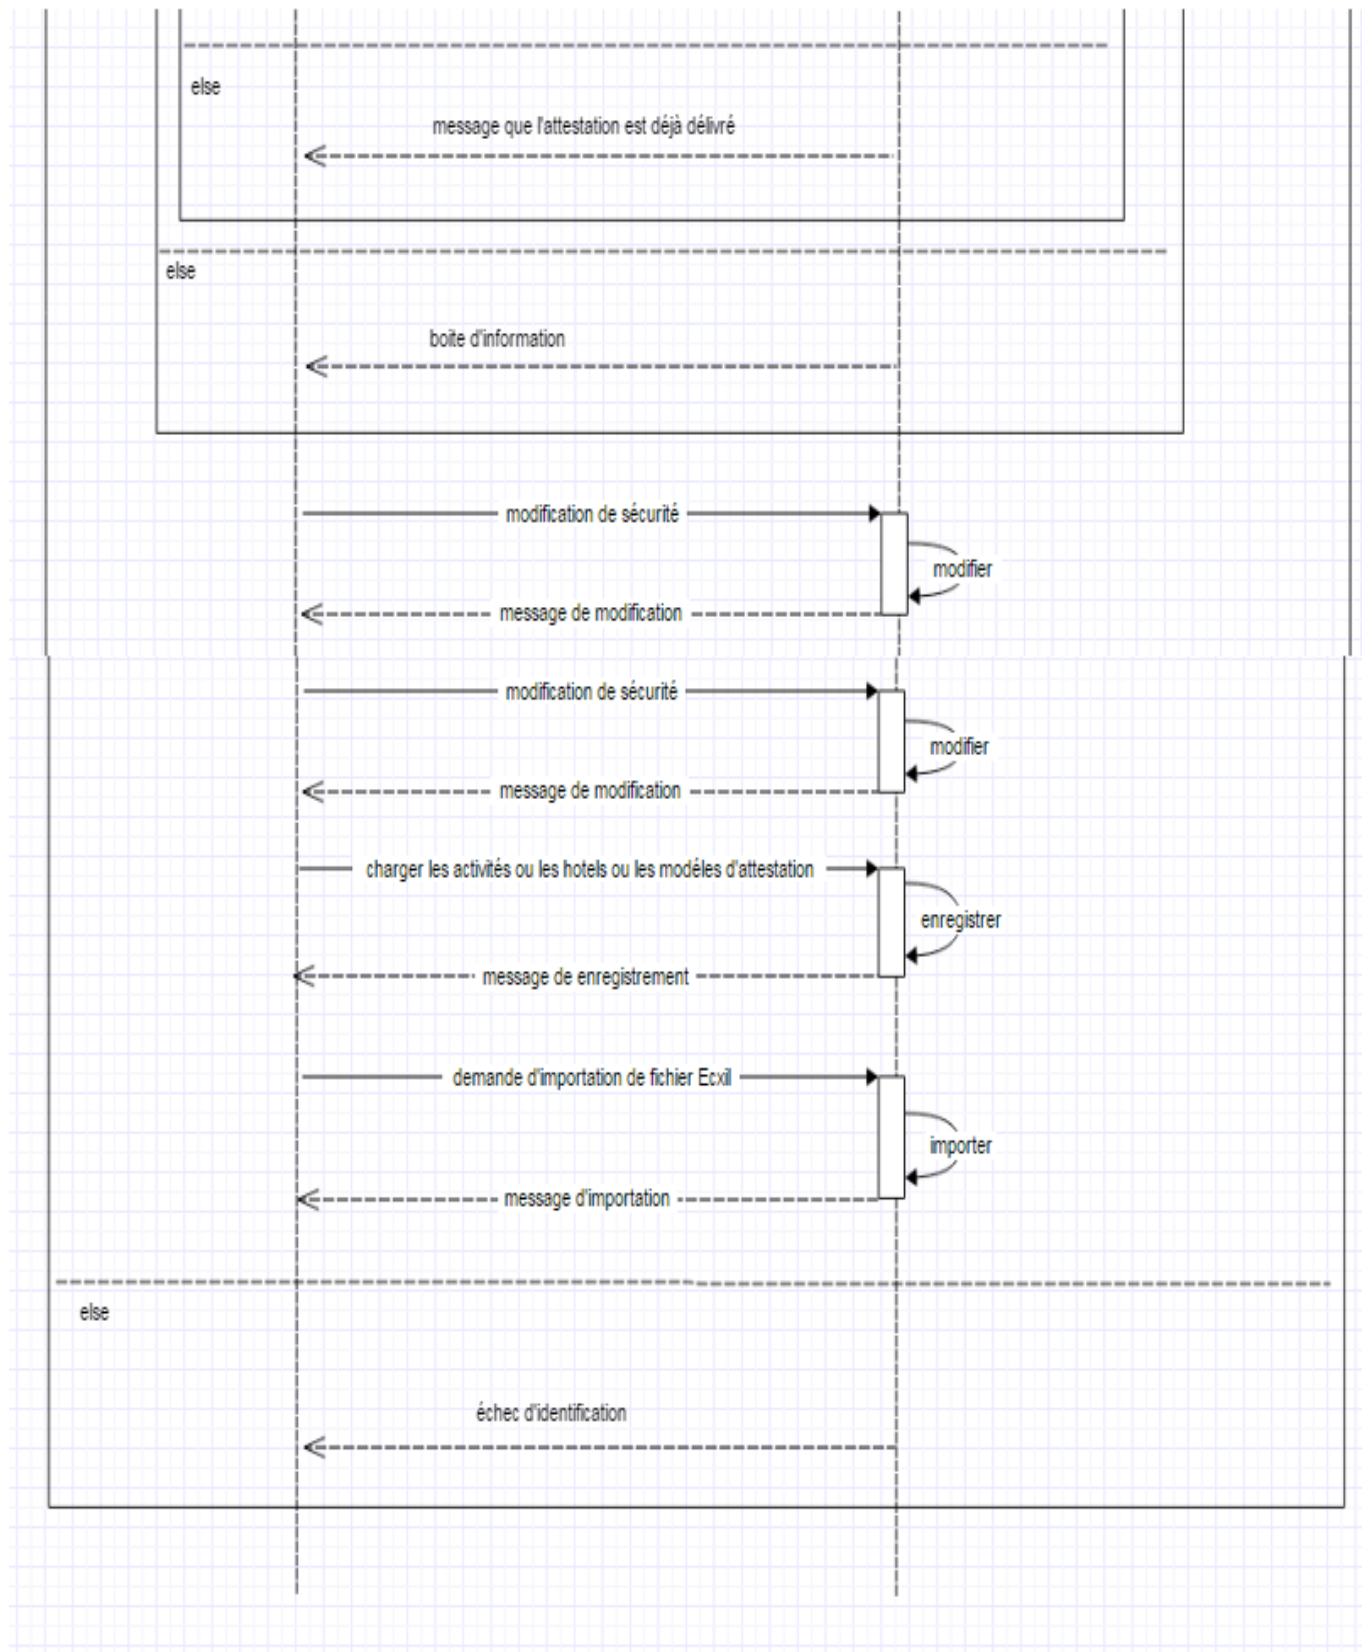 else
message que l'attestation est déjà délivré
else
boite d'information
modification de sécurité
modifier
message de modification
modification de sécurité
modifier
message de modification
charger les activités ou les hotels ou les modéles d'attestation
enregistrer
message de enregistrement
demande d'importation de fichier Ecxil
importer
message d'importation
else
échec d'identification